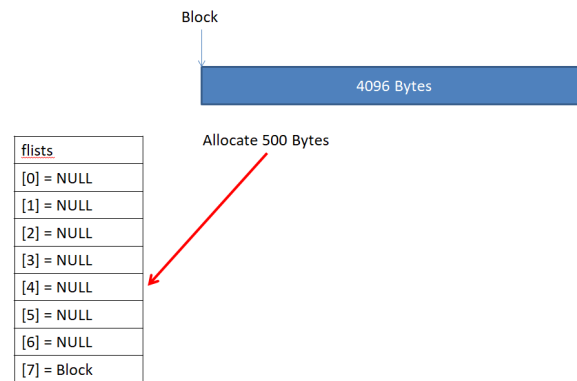 Block
4096 Bytes
Allocate 500 Bytes
flists
[0] = NULL
[1] = NULL
[2] = NULL
[3] = NULL
[4] = NULL
[5] = NULL
[6] = NULL
[7] = Block